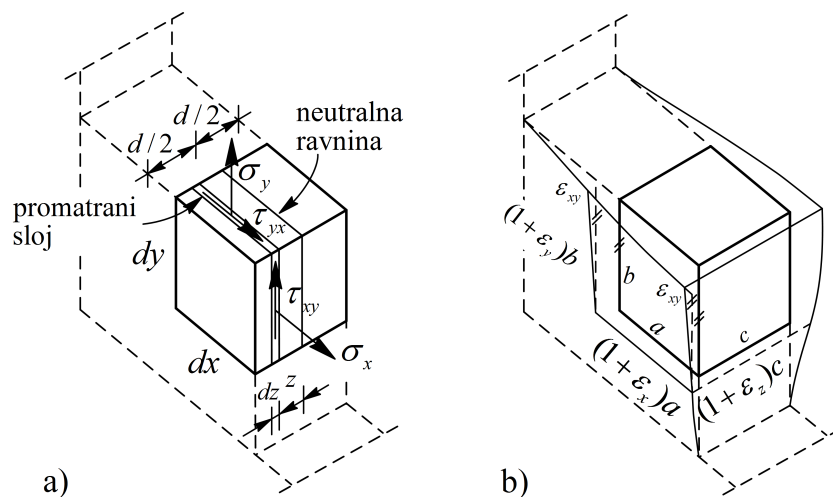 d/2
d/2
neutralna
ravnina
σ_y
promatrani
sloj
τ_yx
dy
τ_xy
dx
σ_x
dz
z
a)
ε_xy
(1+ε_y)b
b
ε_xy
a
c
(1+ε_x)a
(1+ε_z)c
b)